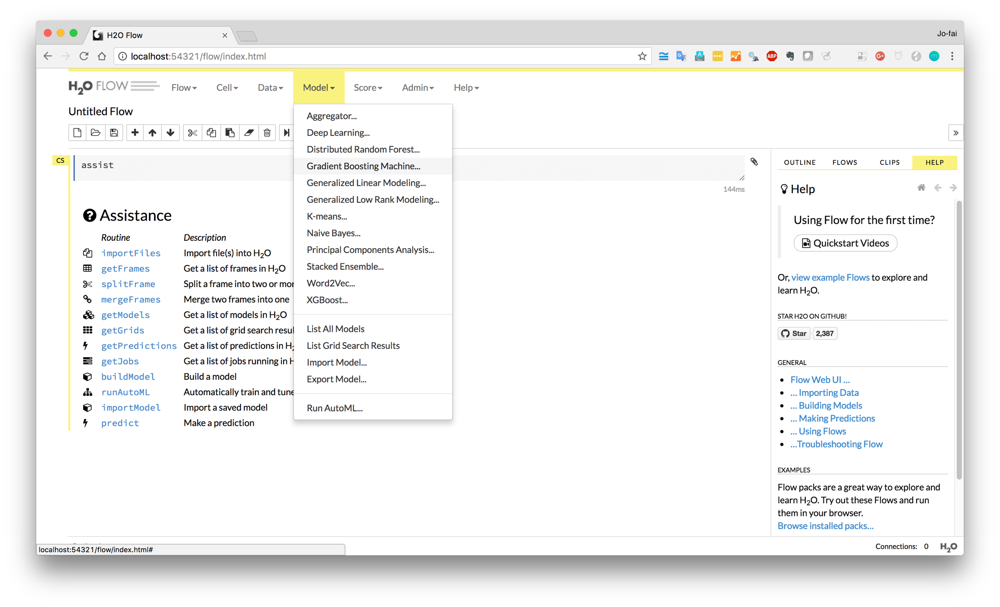 H2O Flow
Jo-fai
localhost:54321/flow/index.html
ABP
G+
m
H2O FLOW
Flow
Cell
Data
Model
Score
Admin
Help
Untitled Flow
Aggregator...
Deep Learning...
Distributed Random Forest...
Gradient Boosting Machine...
Generalized Linear Modeling...
Generalized Low Rank Modeling...
K-means...
Naive Bayes...
Principal Components Analysis...
Stacked Ensemble...
Word2Vec...
XGBoost...
List All Models
List Grid Search Results
Import Model...
Export Model...
Run AutoML...
CS
assist
144ms
Assistance
Routine Description
importFiles Import file(s) into H2O
getFrames Get a list of frames in H2O
splitFrame Split a frame into two or mor
mergeFrames Merge two frames into one
getModels Get a list of models in H2O
getGrids Get a list of grid search resul
getPredictions Get a list of predictions in H2
getJobs Get a list of jobs running in H
buildModel Build a model
runAutoML Automatically train and tune
importModel Import a saved model
predict Make a prediction
OUTLINE FLOWS CLIPS HELP
Help
Using Flow for the first time?
Quickstart Videos
Or, view example Flows to explore and
learn H2O.
STAR H2O ON GITHUB!
Star 2,387
GENERAL
Flow Web UI ...
... Importing Data
... Building Models
... Making Predictions
... Using Flows
...Troubleshooting Flow
EXAMPLES
Flow packs are a great way to explore and
learn H2O. Try out these Flows and run
them in your browser.
Browse installed packs...
localhost:54321/flow/index.html#
Connections: 0 H2O